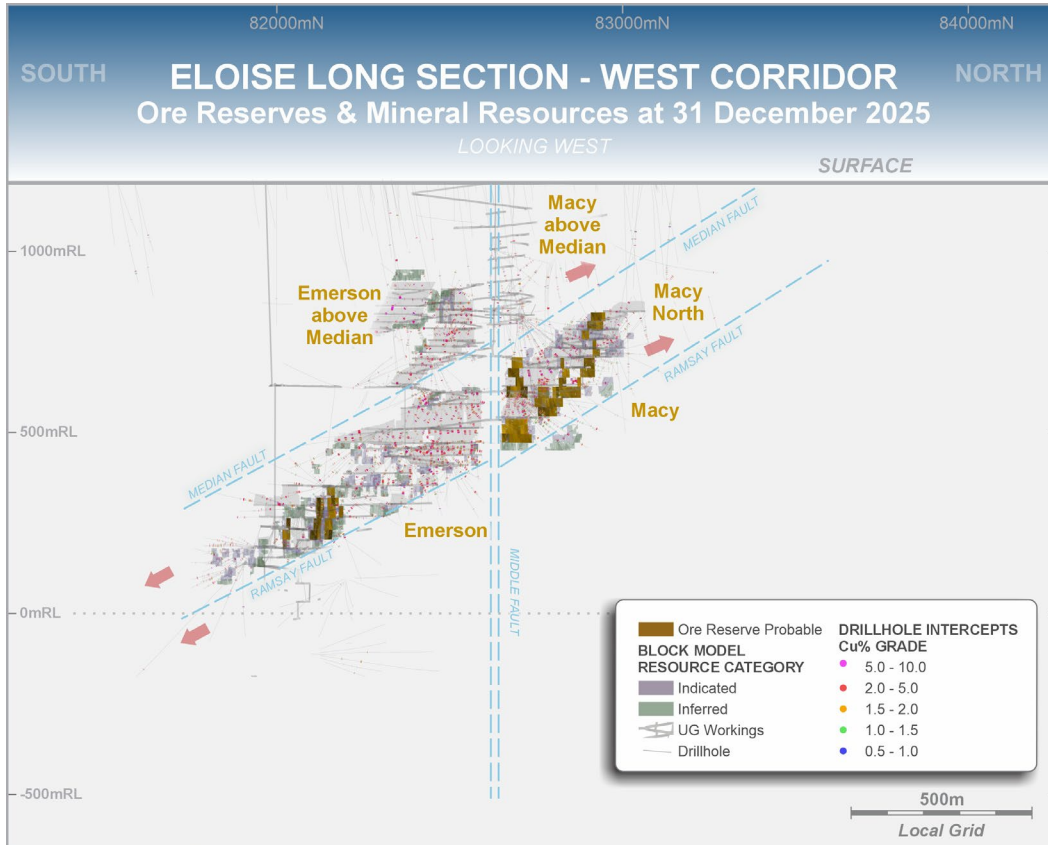 82000mN
83000mN
84000mN
SOUTH
ELOISE LONG SECTION - WEST CORRIDOR
NORTH
Ore Reserves & Mineral Resources at 31 December 2025
LOOKING WEST
SURFACE
Macy
above
Median
MEDIAN FAULT
1000mRL
Emerson
above
Median
Macy
North
RAMSAY FAULT
Macy
500mRL
MEDIAN FAULT
Emerson
RAMSAY FAULT
MIDDLE FAULT
0mRL
Ore Reserve Probable
BLOCK MODEL
RESOURCE CATEGORY
Indicated
Inferred
UG Workings
Drillhole
DRILLHOLE INTERCEPTS
Cu% GRADE
5.0 - 10.0
2.0 - 5.0
1.5 - 2.0
1.0 - 1.5
0.5 - 1.0
-500mRL
500m
Local Grid